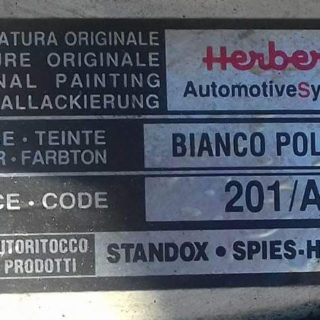 ATURA ORIGINALE
URE ORIGINALE
NAL PAINTING
ALLACKIERUNG
Herber
AutomotiveSy
E • TEINTE
R • FARBTON
BIANCO POL
CE • CODE
201/A
AUTORITOCCO
PRODOTTI
STANDOX • SPIES-H